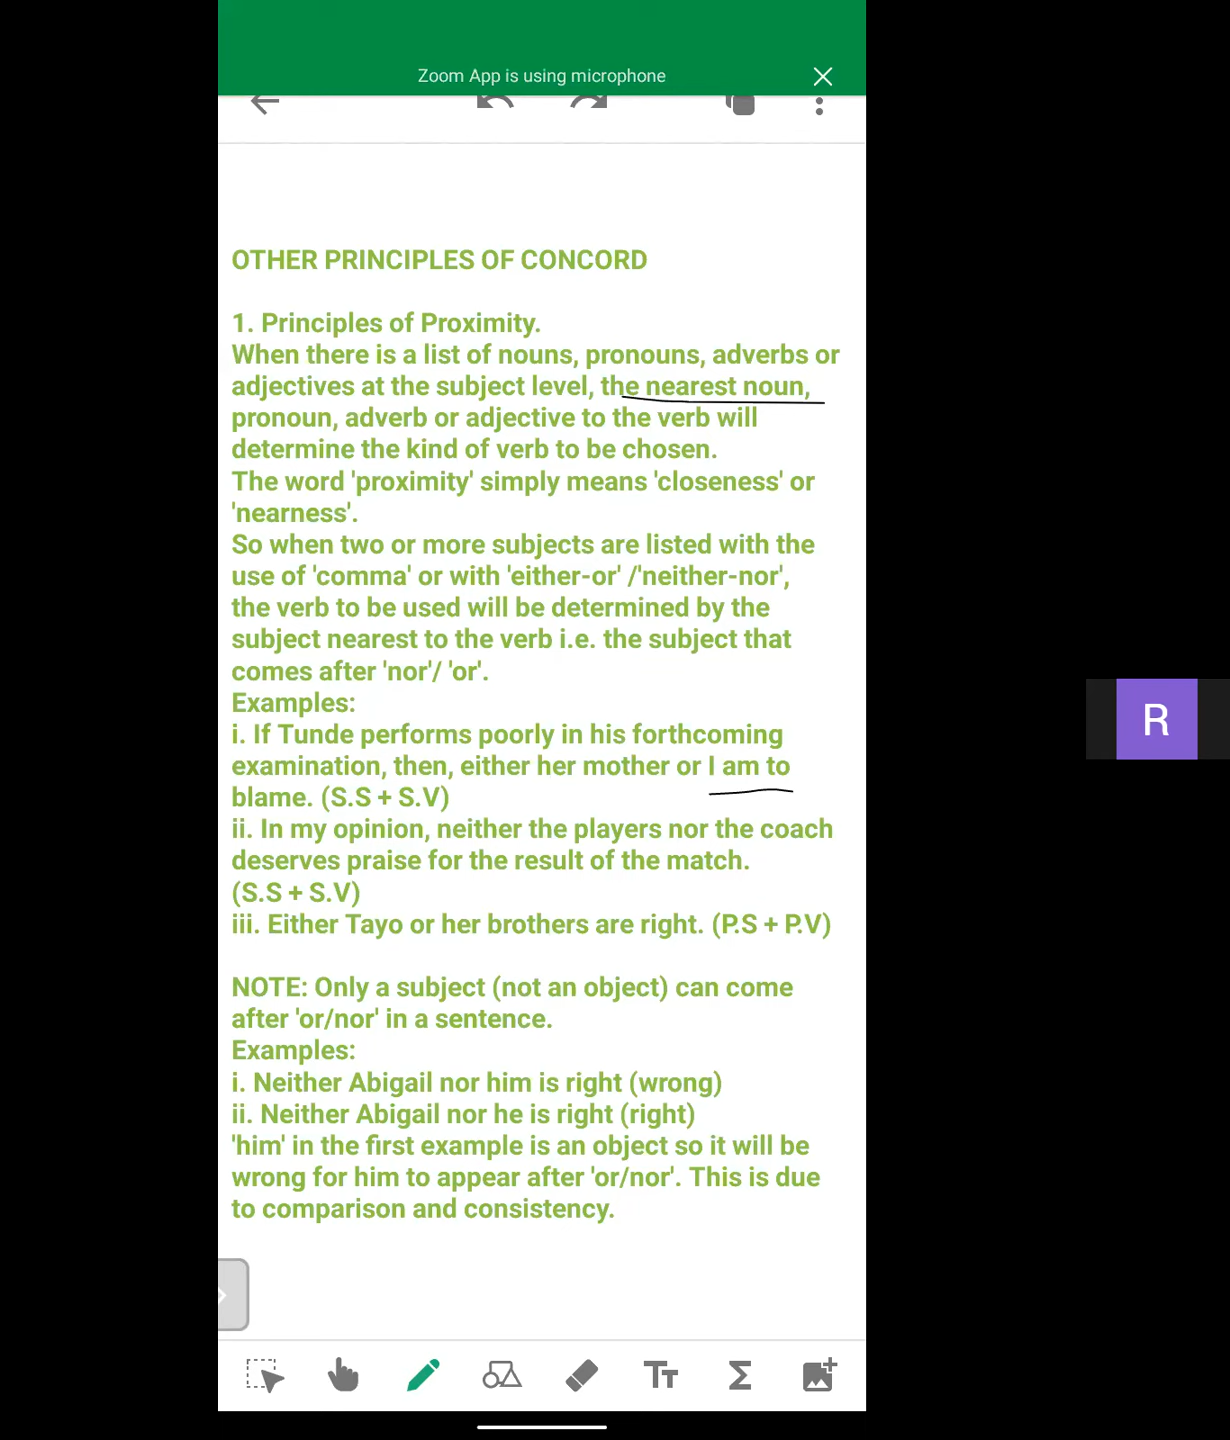 Zoom App is using microphone
OTHER PRINCIPLES OF CONCORD
1. Principles of Proximity.
When there is a list of nouns, pronouns, adverbs or
adjectives at the subject level, the nearest noun,
pronoun, adverb or adjective to the verb will
determine the kind of verb to be chosen.
The word 'proximity' simply means 'closeness' or
'nearness'.
So when two or more subjects are listed with the
use of 'comma' or with 'either-or' /'neither-nor',
the verb to be used will be determined by the
subject nearest to the verb i.e. the subject that
comes after 'nor'/ 'or'.
Examples:
i. If Tunde performs poorly in his forthcoming
examination, then, either her mother or I am to
blame. (S.S + S.V)
ii. In my opinion, neither the players nor the coach
deserves praise for the result of the match.
(S.S + S.V)
iii. Either Tayo or her brothers are right. (P.S + P.V)
NOTE: Only a subject (not an object) can come
after 'or/nor' in a sentence.
Examples:
i. Neither Abigail nor him is right (wrong)
ii. Neither Abigail nor he is right (right)
'him' in the first example is an object so it will be
wrong for him to appear after 'or/nor'. This is due
to comparison and consistency.
R
TT
Σ